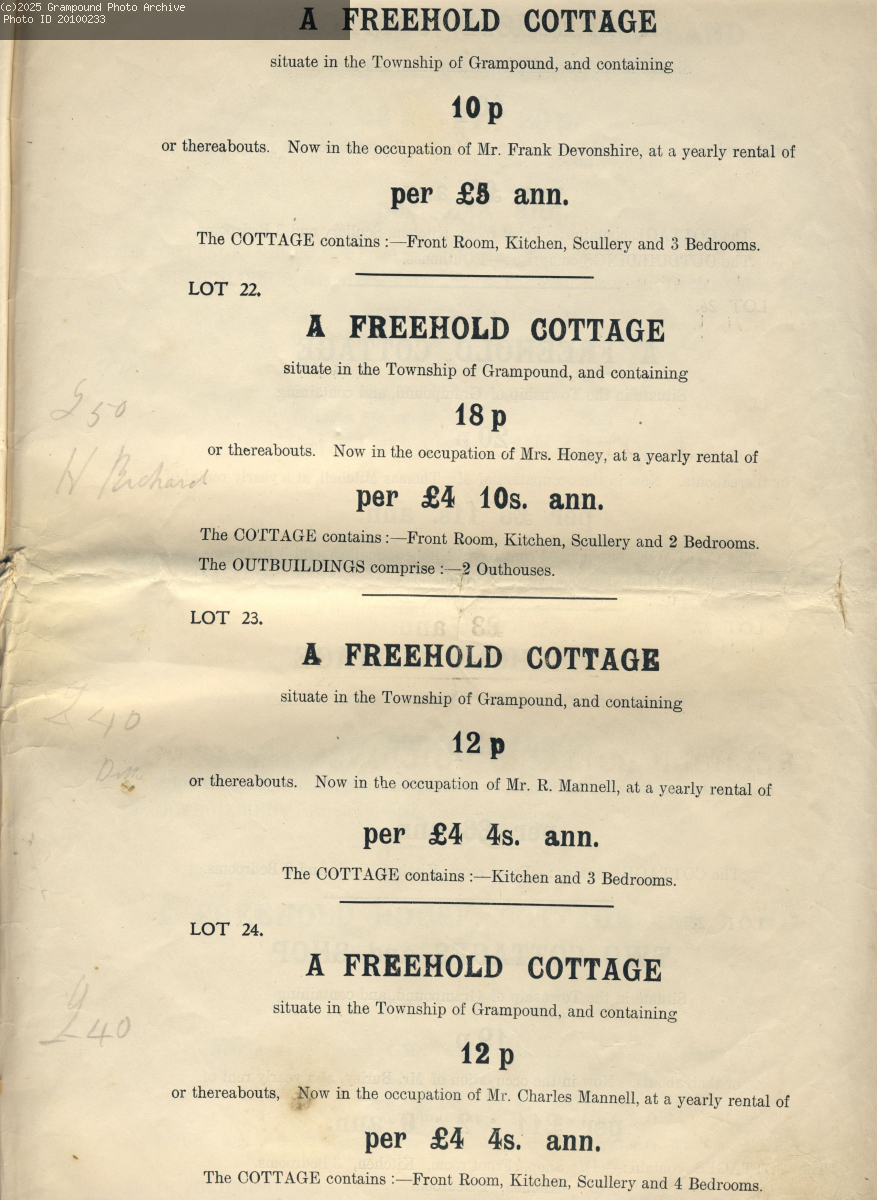 (c)2025 Grampound Photo Archive
Photo ID 20100233
A FREEHOLD COTTAGE
situate in the Township of Grampound, and containing
10 p
or thereabouts. Now in the occupation of Mr. Frank Devonshire, at a yearly rental of
per £5 ann.
The COTTAGE contains :—Front Room, Kitchen, Scullery and 3 Bedrooms.
LOT 22.
A FREEHOLD COTTAGE
situate in the Township of Grampound, and containing
£50
18 p
or thereabouts. Now in the occupation of Mrs. Honey, at a yearly rental of
per £4 10s. ann.
The COTTAGE contains :—Front Room, Kitchen, Scullery and 2 Bedrooms.
The OUTBUILDINGS comprise :—2 Outhouses.
LOT 23.
A FREEHOLD COTTAGE
situate in the Township of Grampound, and containing
£40
12 p
or thereabouts. Now in the occupation of Mr. R. Mannell, at a yearly rental of
per £4 4s. ann.
The COTTAGE contains :—Kitchen and 3 Bedrooms.
LOT 24.
A FREEHOLD COTTAGE
situate in the Township of Grampound, and containing
£40
12 p
or thereabouts, Now in the occupation of Mr. Charles Mannell, at a yearly rental of
per £4 4s. ann.
The COTTAGE contains :—Front Room, Kitchen, Scullery and 4 Bedrooms.